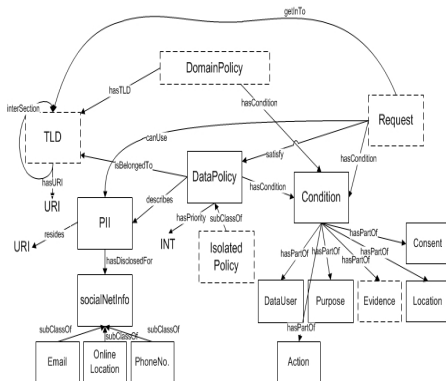 getInTo
DomainPolicy
hasTLD
interSection
hasCondition
Request
TLD
canUse
satisfy
hasURI
isBelongedTo
hasCondition
DataPolicy
hasCondition
Condition
URI
describes
PII
hasPriority
subClassOf
URI
resides
INT
Consent
hasPartOf
hasPartOf
hasPartOf
hasPartOf
hasPartOf
Isolated
Policy
hasDisclosedFor
socialNetInfo
DataUser
Purpose
Evidence
Location
hasPartOf
subClassOf
subClassOf
subClassOf
Email
Online
Location
PhoneNo.
Action